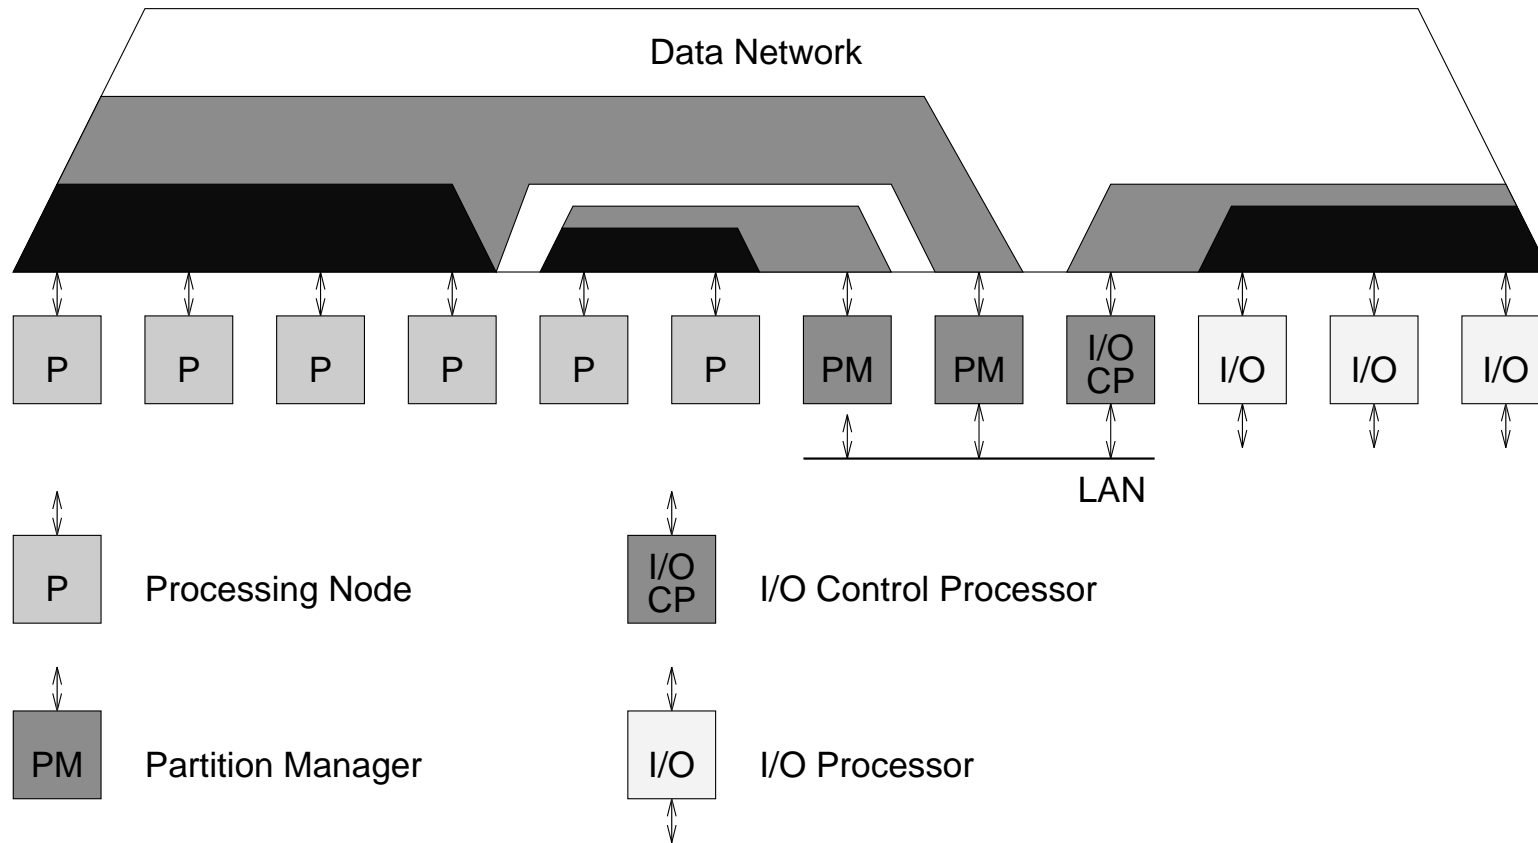 Data Network
P
P
P
P
P
P
PM
PM
I/O
CP
I/O
I/O
I/O
LAN
P
Processing Node
I/O
CP
I/O Control Processor
PM
Partition Manager
I/O
I/O Processor